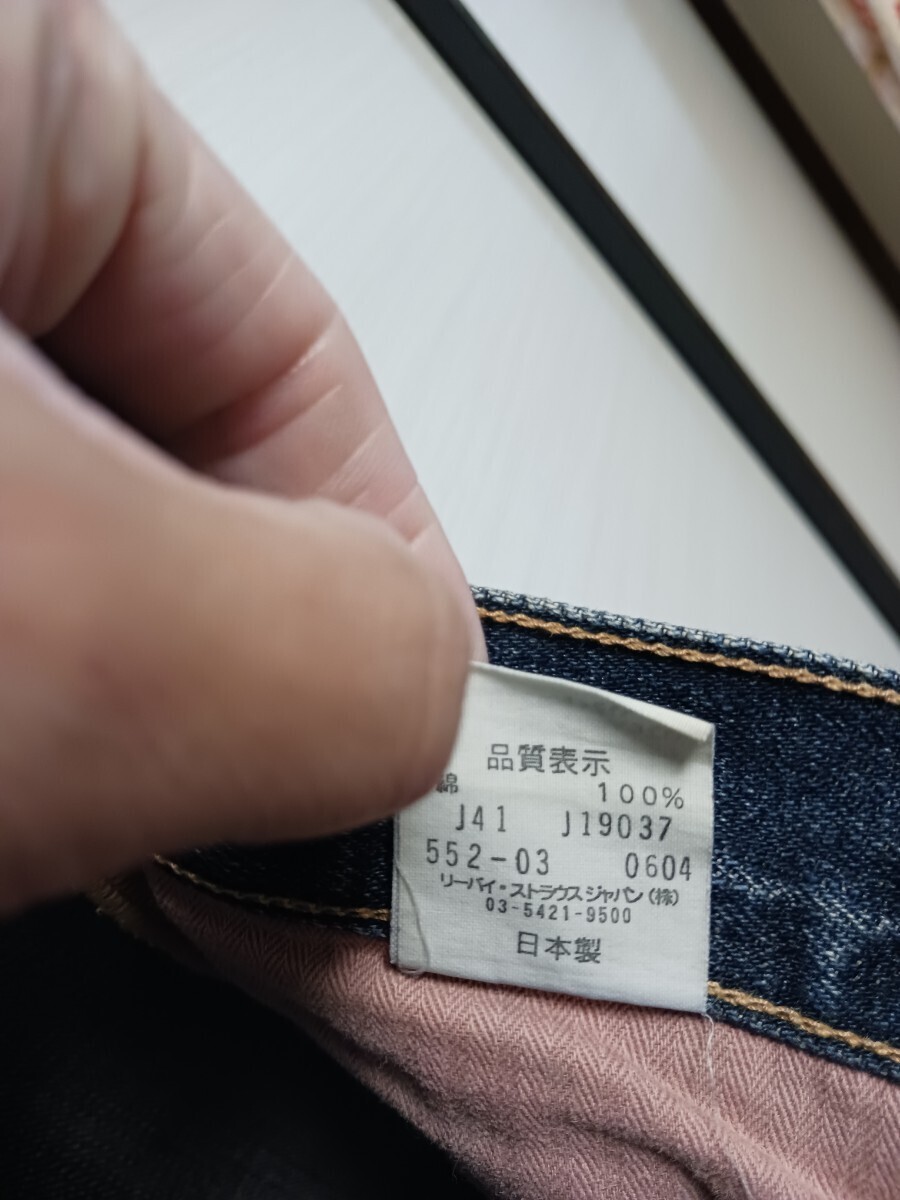 品質表示
綿 100%
J41 J19037
552-03 0604
リーバイ・ストラウスジャパン(株)
03-5421-9500
日本製